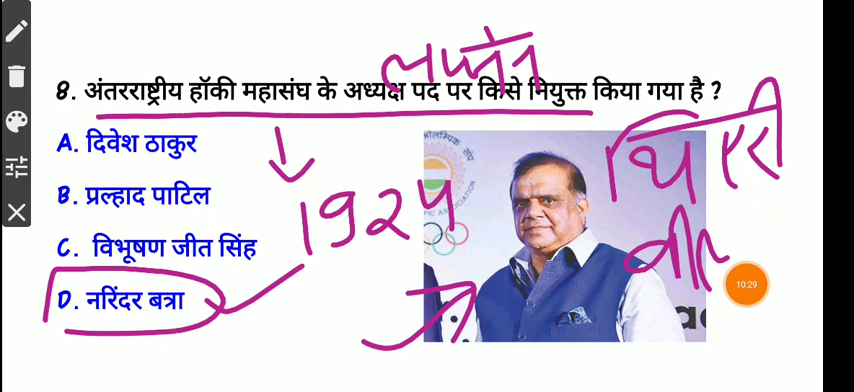 8. अंतरराष्ट्रीय हॉकी महासंघ के अध्यक्ष पद पर किसे नियुक्त किया गया है ?
A. दिवेश ठाकुर
B. प्रल्हाद पाटिल
C. विभूषण जीत सिंह
D. नरिंदर बत्रा
1924
10:29